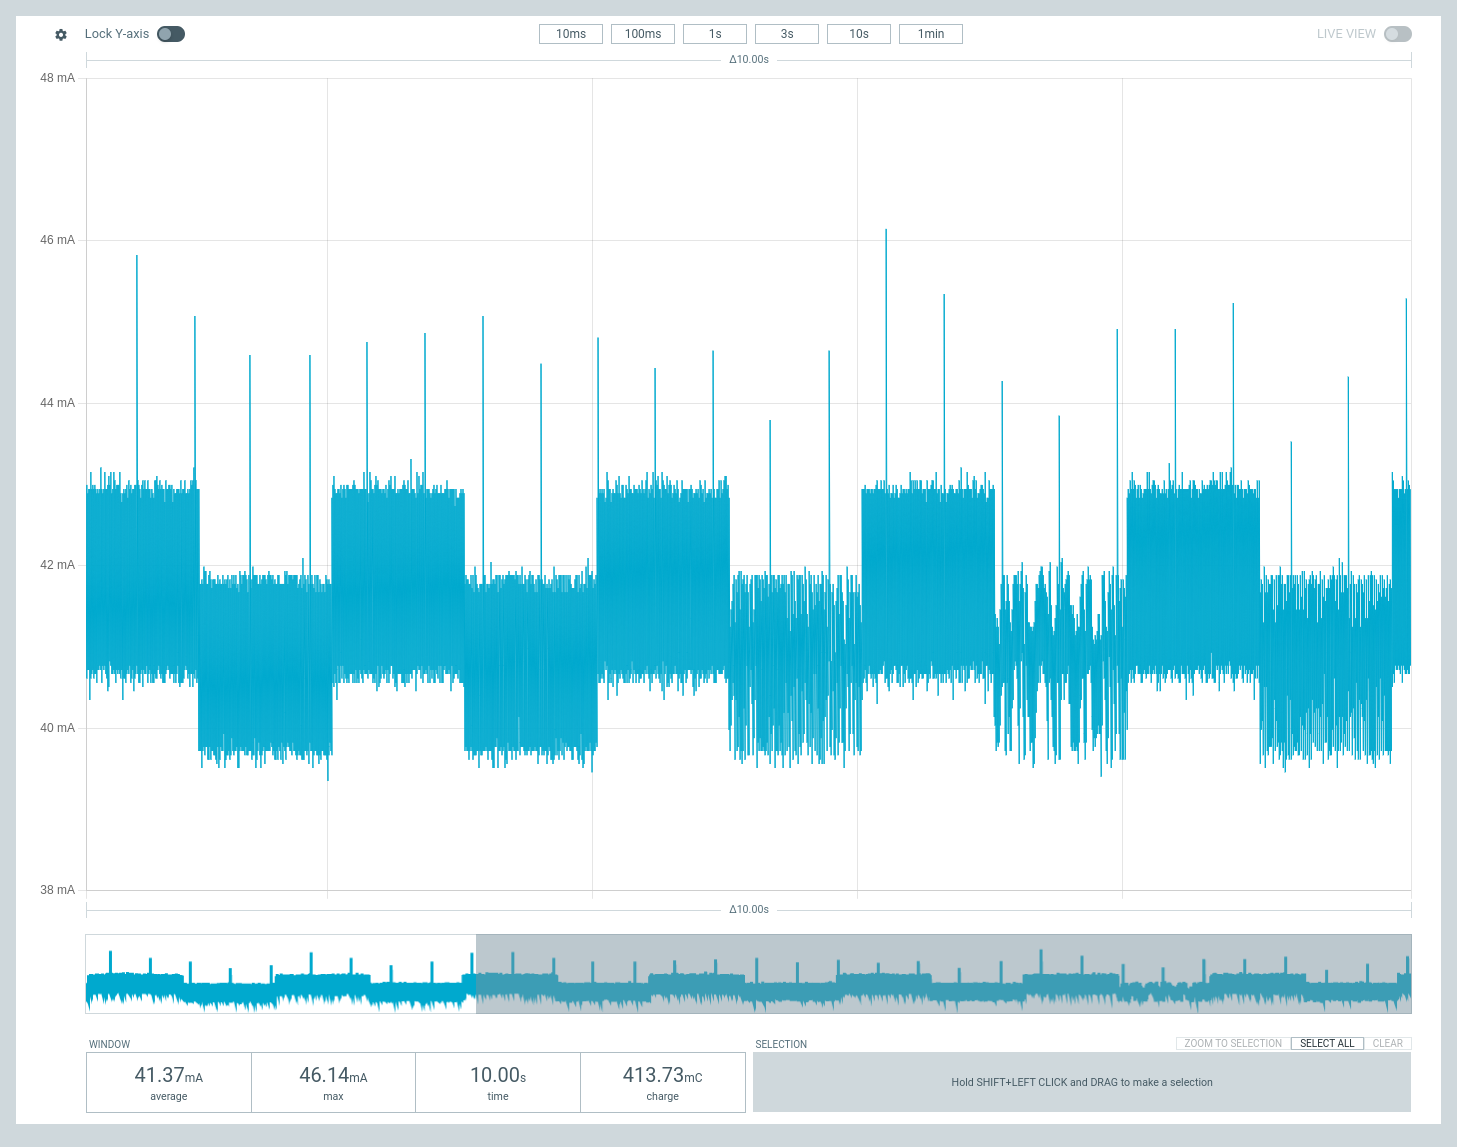 Lock Y-axis
10ms 100ms 1s 3s 10s 1min
LIVE VIEW
Δ10.00s
48 mA
46 mA
44 mA
42 mA
40 mA
38 mA
Δ10.00s
WINDOW
41.37mA
average
46.14mA
max
10.00s
time
413.73mC
charge
SELECTION
ZOOM TO SELECTION SELECT ALL CLEAR
Hold SHIFT+LEFT CLICK and DRAG to make a selection